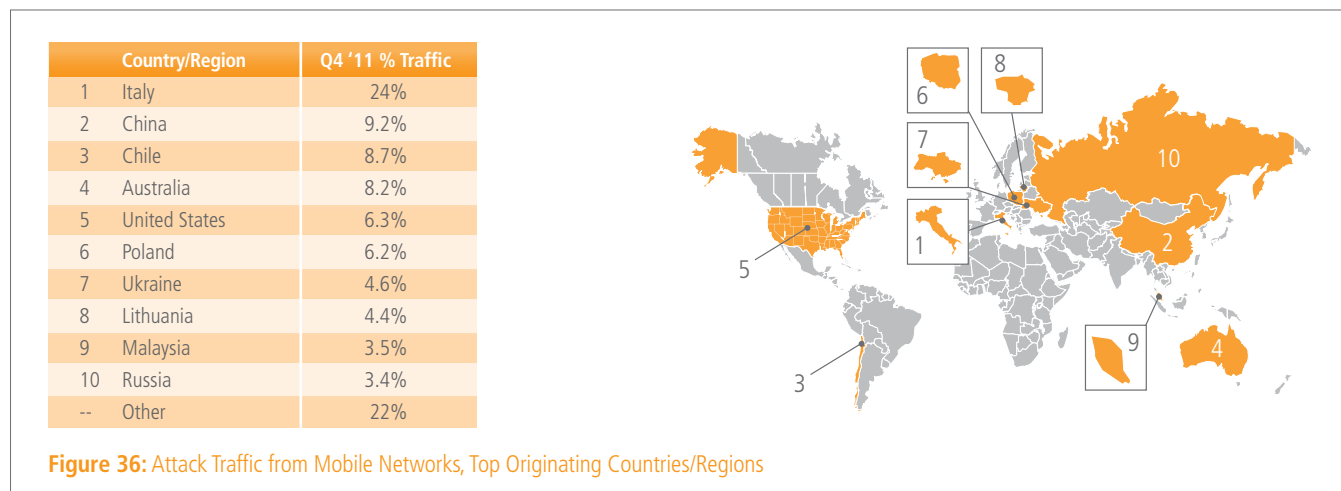 Country/Region Q4 '11 % Traffic
1 Italy 24%
2 China 9.2%
3 Chile 8.7%
4 Australia 8.2%
5 United States 6.3%
6 Poland 6.2%
7 Ukraine 4.6%
8 Lithuania 4.4%
9 Malaysia 3.5%
10 Russia 3.4%
-- Other 22%
6
8
7
10
1
2
5
9
4
3
Figure 36: Attack Traffic from Mobile Networks, Top Originating Countries/Regions